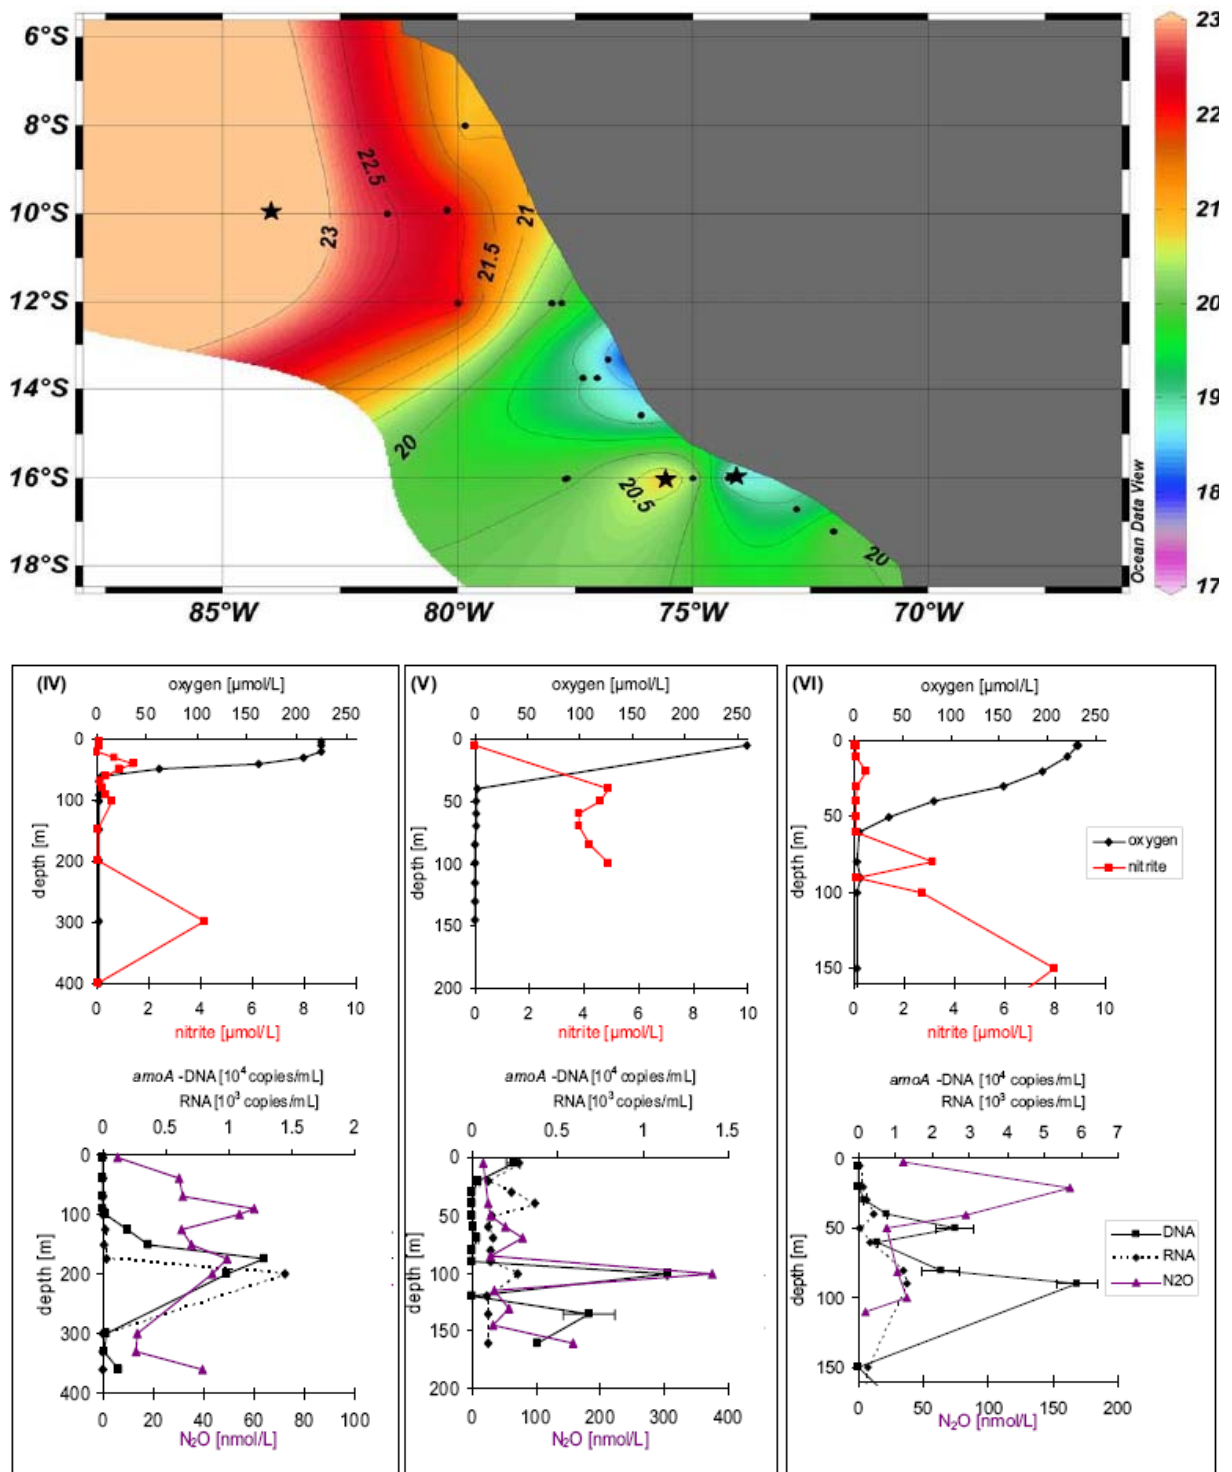 6°S
8°S
10°S
12°S
14°S
16°S
18°S
85°W
80°W
75°W
70°W
22.5
23
21.5
21
20
20.5
20
Ocean Data View
23
22
21
20
19
18
17
(IV)
oxygen [µmol/L]
0 50 100 150 200 250
0
100
200
300
400
depth [m]
0 2 4 6 8 10
nitrite [µmol/L]
amoA -DNA [10⁴ copies/mL]
RNA [10³ copies/mL]
0 0.5 1 1.5 2
0
100
200
300
400
depth [m]
0 20 40 60 80 100
N₂O [nmol/L]
(V)
oxygen [µmol/L]
0 50 100 150 200 250
0
50
100
150
200
depth [m]
0 2 4 6 8 10
nitrite [µmol/L]
amoA -DNA [10⁴ copies/mL]
RNA [10³ copies/mL]
0 0.5 1 1.5
0
50
100
150
200
depth [m]
0 100 200 300 400
N₂O [nmol/L]
(VI)
oxygen [µmol/L]
0 50 100 150 200 250
0
50
100
150
depth [m]
0 2 4 6 8 10
nitrite [µmol/L]
oxygen
nitrite
amoA -DNA [10⁴ copies/mL]
RNA [10³ copies/mL]
0 1 2 3 4 5 6 7
0
50
100
150
depth [m]
0 50 100 150 200
N₂O [nmol/L]
DNA
RNA
N2O